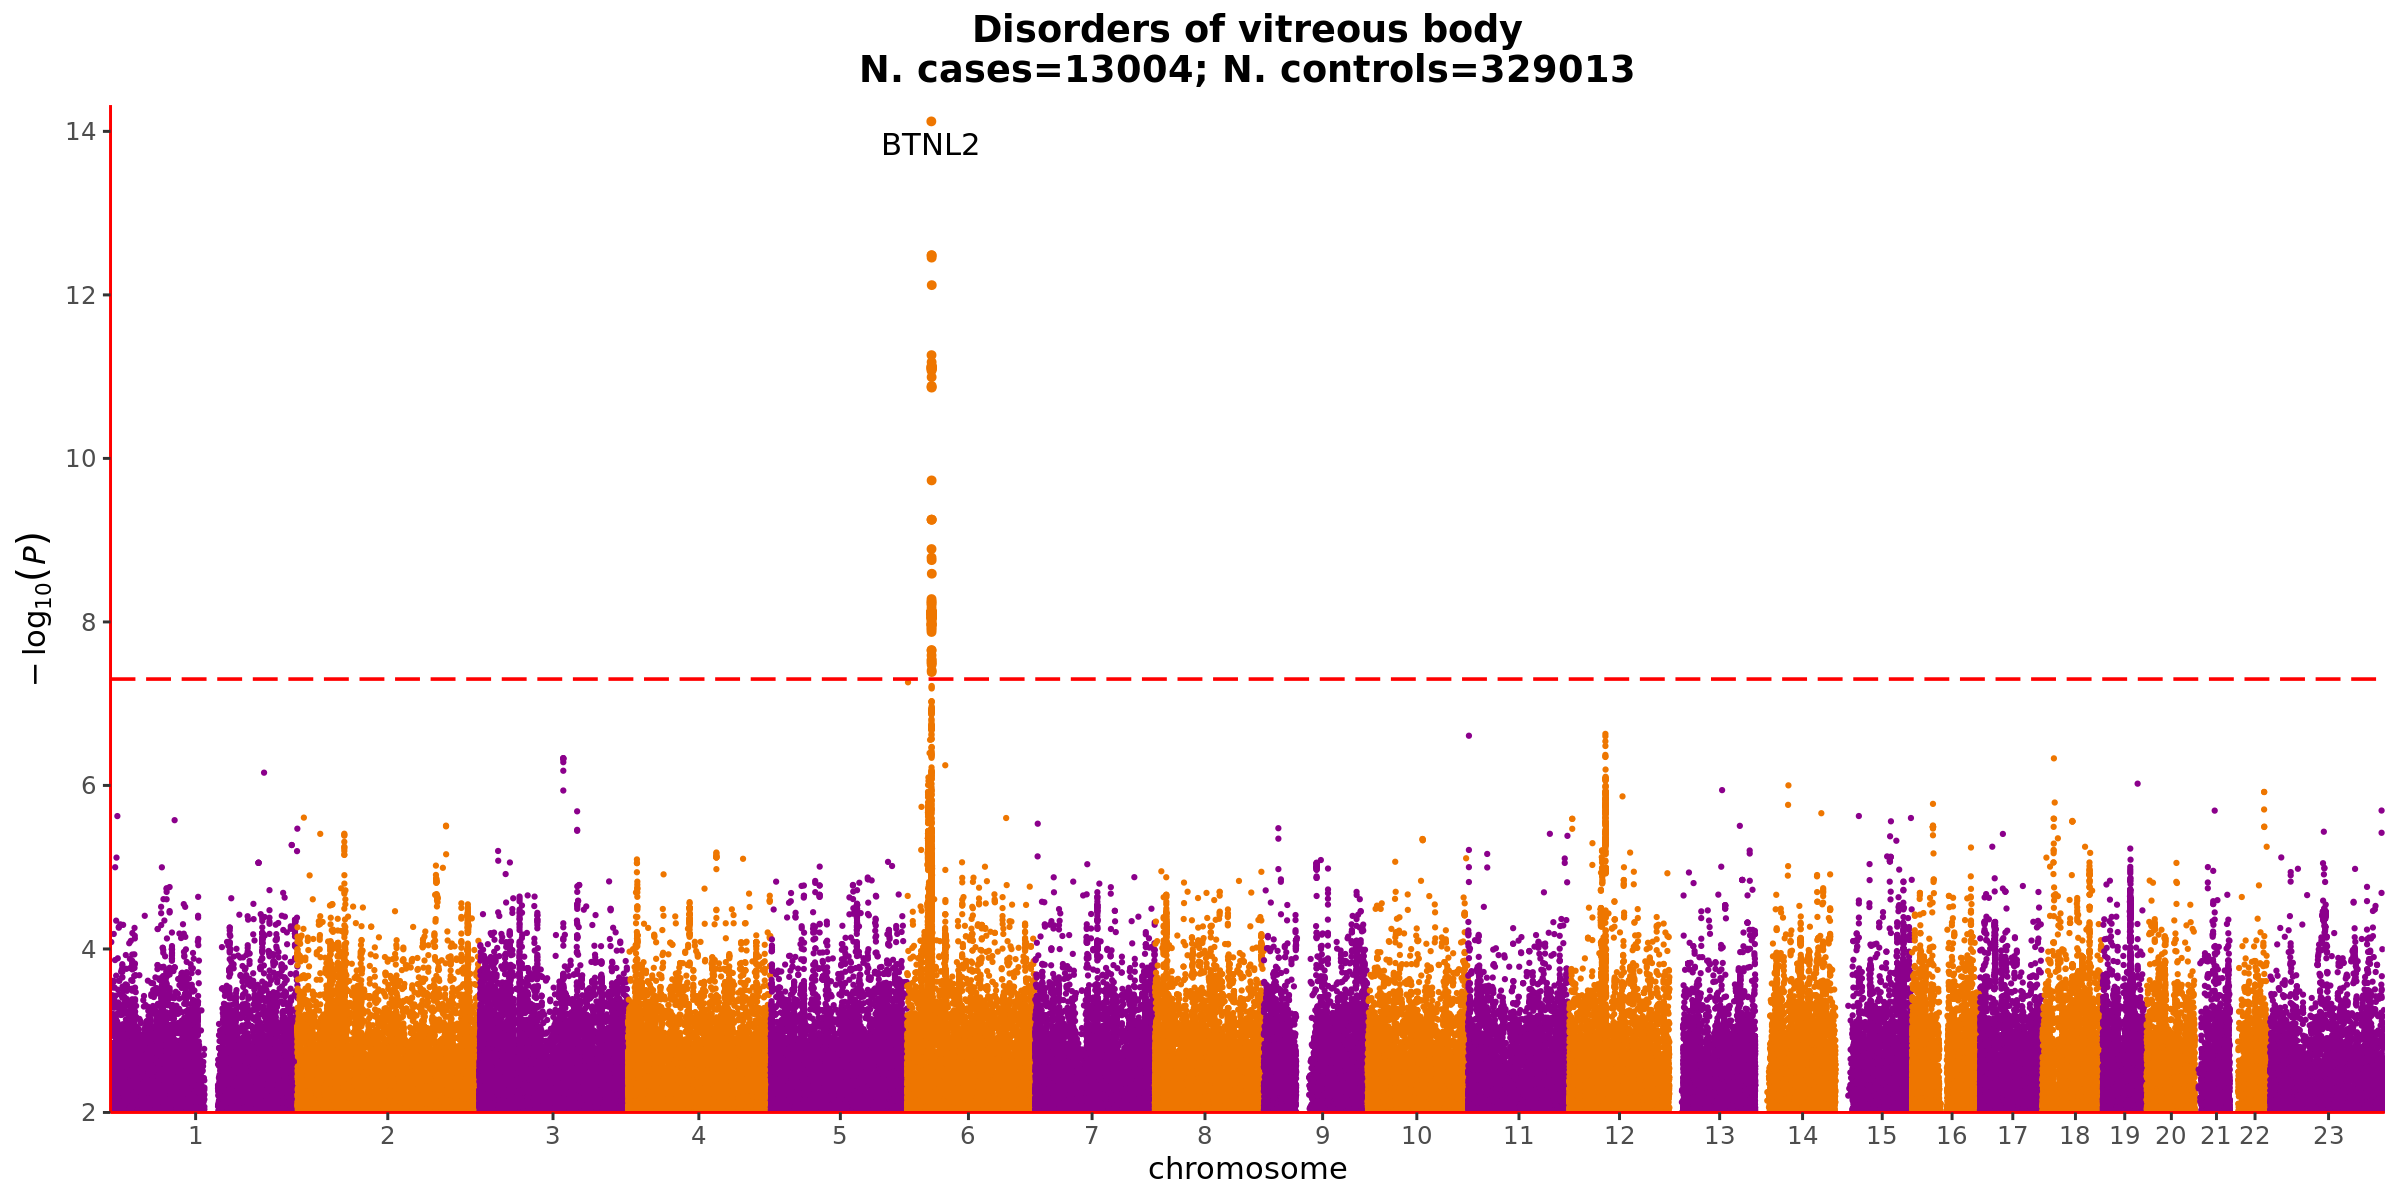 Disorders of vitreous body
N. cases=13004; N. controls=329013
−log₁₀(P)
14
12
10
8
6
4
2
BTNL2
1 2 3 4 5 6 7 8 9 10 11 12 13 14 15 16 17 18 19 20 21 22 23
chromosome